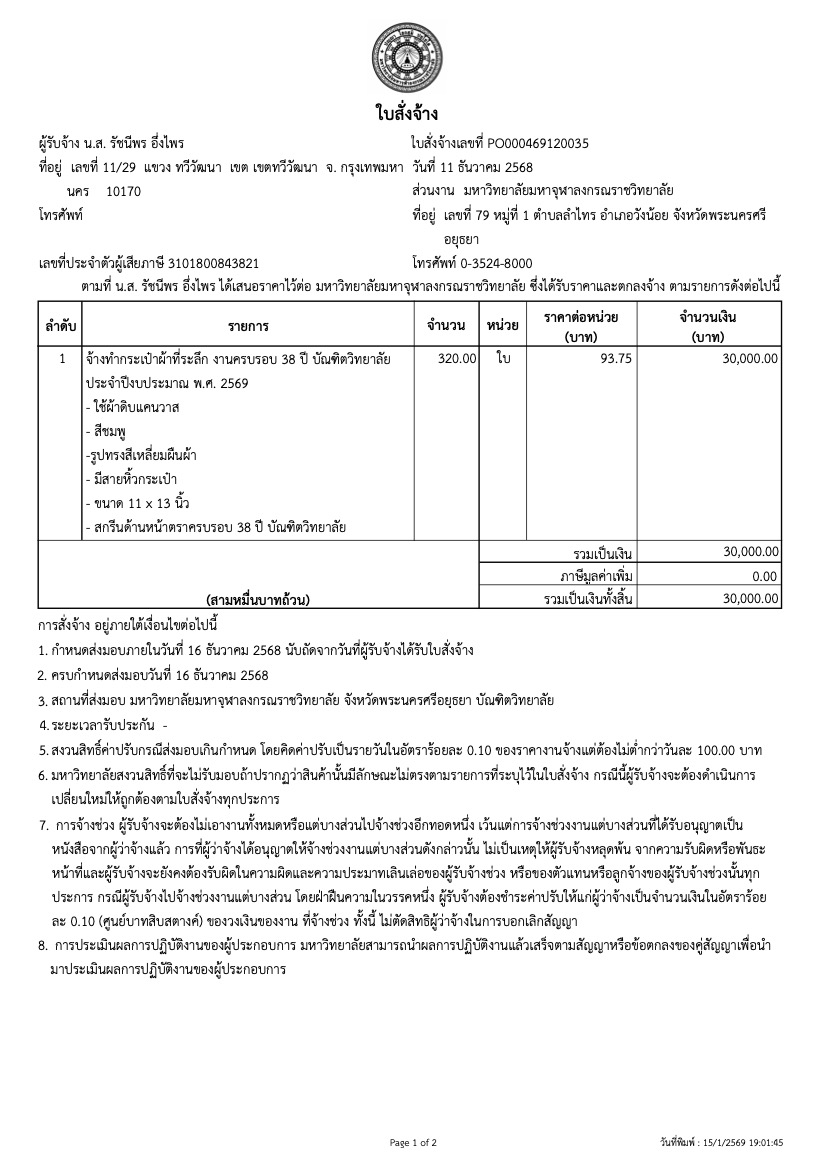 ใบสั่งจ้าง
ผู้รับจ้าง น.ส. รัชนีพร อึ่งไพร
ใบสั่งจ้างเลขที่ PO000469120035
ที่อยู่ เลขที่ 11/29 แขวง ทวีวัฒนา เขต เขตทวีวัฒนา จ. กรุงเทพมหา
นคร 10170
วันที่ 11 ธันวาคม 2568
ส่วนงาน มหาวิทยาลัยมหาจุฬาลงกรณราชวิทยาลัย
โทรศัพท์
ที่อยู่ เลขที่ 79 หมู่ที่ 1 ตำบลลำไทร อำเภอวังน้อย จังหวัดพระนครศรี
อยุธยา
เลขที่ประจำตัวผู้เสียภาษี 3101800843821
โทรศัพท์ 0-3524-8000
ตามที่ น.ส. รัชนีพร อึ่งไพร ได้เสนอราคาไว้ต่อ มหาวิทยาลัยมหาจุฬาลงกรณราชวิทยาลัย ซึ่งได้รับราคาและตกลงจ้าง ตามรายการดังต่อไปนี้
ลำดับ รายการ จำนวน หน่วย ราคาต่อหน่วย (บาท) จำนวนเงิน (บาท)
1 จ้างทำกระเป๋าผ้าที่ระลึก งานครบรอบ 38 ปี บัณฑิตวิทยาลัย 320.00 ใบ 93.75 30,000.00
ประจำปีงบประมาณ พ.ศ. 2569
- ใช้ผ้าดิบแคนวาส
- สีชมพู
-รูปทรงสี่เหลี่ยมผืนผ้า
- มีสายหิ้วกระเป๋า
- ขนาด 11 x 13 นิ้ว
- สกรีนด้านหน้าตราครบรอบ 38 ปี บัณฑิตวิทยาลัย
รวมเป็นเงิน 30,000.00
ภาษีมูลค่าเพิ่ม 0.00
(สามหมื่นบาทถ้วน) รวมเป็นเงินทั้งสิ้น 30,000.00
การสั่งจ้าง อยู่ภายใต้เงื่อนไขต่อไปนี้
1. กำหนดส่งมอบภายในวันที่ 16 ธันวาคม 2568 นับถัดจากวันที่ผู้รับจ้างได้รับใบสั่งจ้าง
2. ครบกำหนดส่งมอบวันที่ 16 ธันวาคม 2568
3. สถานที่ส่งมอบ มหาวิทยาลัยมหาจุฬาลงกรณราชวิทยาลัย จังหวัดพระนครศรีอยุธยา บัณฑิตวิทยาลัย
4. ระยะเวลารับประกัน -
5. สงวนสิทธิ์ค่าปรับกรณีส่งมอบเกินกำหนด โดยคิดค่าปรับเป็นรายวันในอัตราร้อยละ 0.10 ของราคางานจ้างแต่ต้องไม่ต่ำกว่าวันละ 100.00 บาท
6. มหาวิทยาลัยสงวนสิทธิ์ที่จะไม่รับมอบถ้าปรากฏว่าสินค้านั้นมีลักษณะไม่ตรงตามรายการที่ระบุไว้ในใบสั่งจ้าง กรณีนี้ผู้รับจ้างจะต้องดำเนินการ
เปลี่ยนใหม่ให้ถูกต้องตามใบสั่งจ้างทุกประการ
7. การจ้างช่วง ผู้รับจ้างจะต้องไม่เอางานทั้งหมดหรือแต่บางส่วนไปจ้างช่วงอีกทอดหนึ่ง เว้นแต่การจ้างช่วงงานแต่บางส่วนที่ได้รับอนุญาตเป็น
หนังสือจากผู้ว่าจ้างแล้ว การที่ผู้ว่าจ้างได้อนุญาตให้จ้างช่วงงานแต่บางส่วนดังกล่าวนั้น ไม่เป็นเหตุให้ผู้รับจ้างหลุดพ้น จากความรับผิดหรือพันธะ
หน้าที่และผู้รับจ้างจะยังคงต้องรับผิดในความผิดและความประมาทเลินเล่อของผู้รับจ้างช่วง หรือของตัวแทนหรือลูกจ้างของผู้รับจ้างช่วงนั้นทุก
ประการ กรณีผู้รับจ้างไปจ้างช่วงงานแต่บางส่วน โดยฝ่าฝืนความในวรรคหนึ่ง ผู้รับจ้างต้องชำระค่าปรับให้แก่ผู้ว่าจ้างเป็นจำนวนเงินในอัตราร้อย
ละ 0.10 (ศูนย์บาทสิบสตางค์) ของวงเงินของงาน ที่จ้างช่วง ทั้งนี้ ไม่ตัดสิทธิผู้ว่าจ้างในการบอกเลิกสัญญา
8. การประเมินผลการปฏิบัติงานของผู้ประกอบการ มหาวิทยาลัยสามารถนำผลการปฏิบัติงานแล้วเสร็จตามสัญญาหรือข้อตกลงของคู่สัญญาเพื่อนำ
มาประเมินผลการปฏิบัติงานของผู้ประกอบการ
Page 1 of 2
วันที่พิมพ์ : 15/1/2569 19:01:45